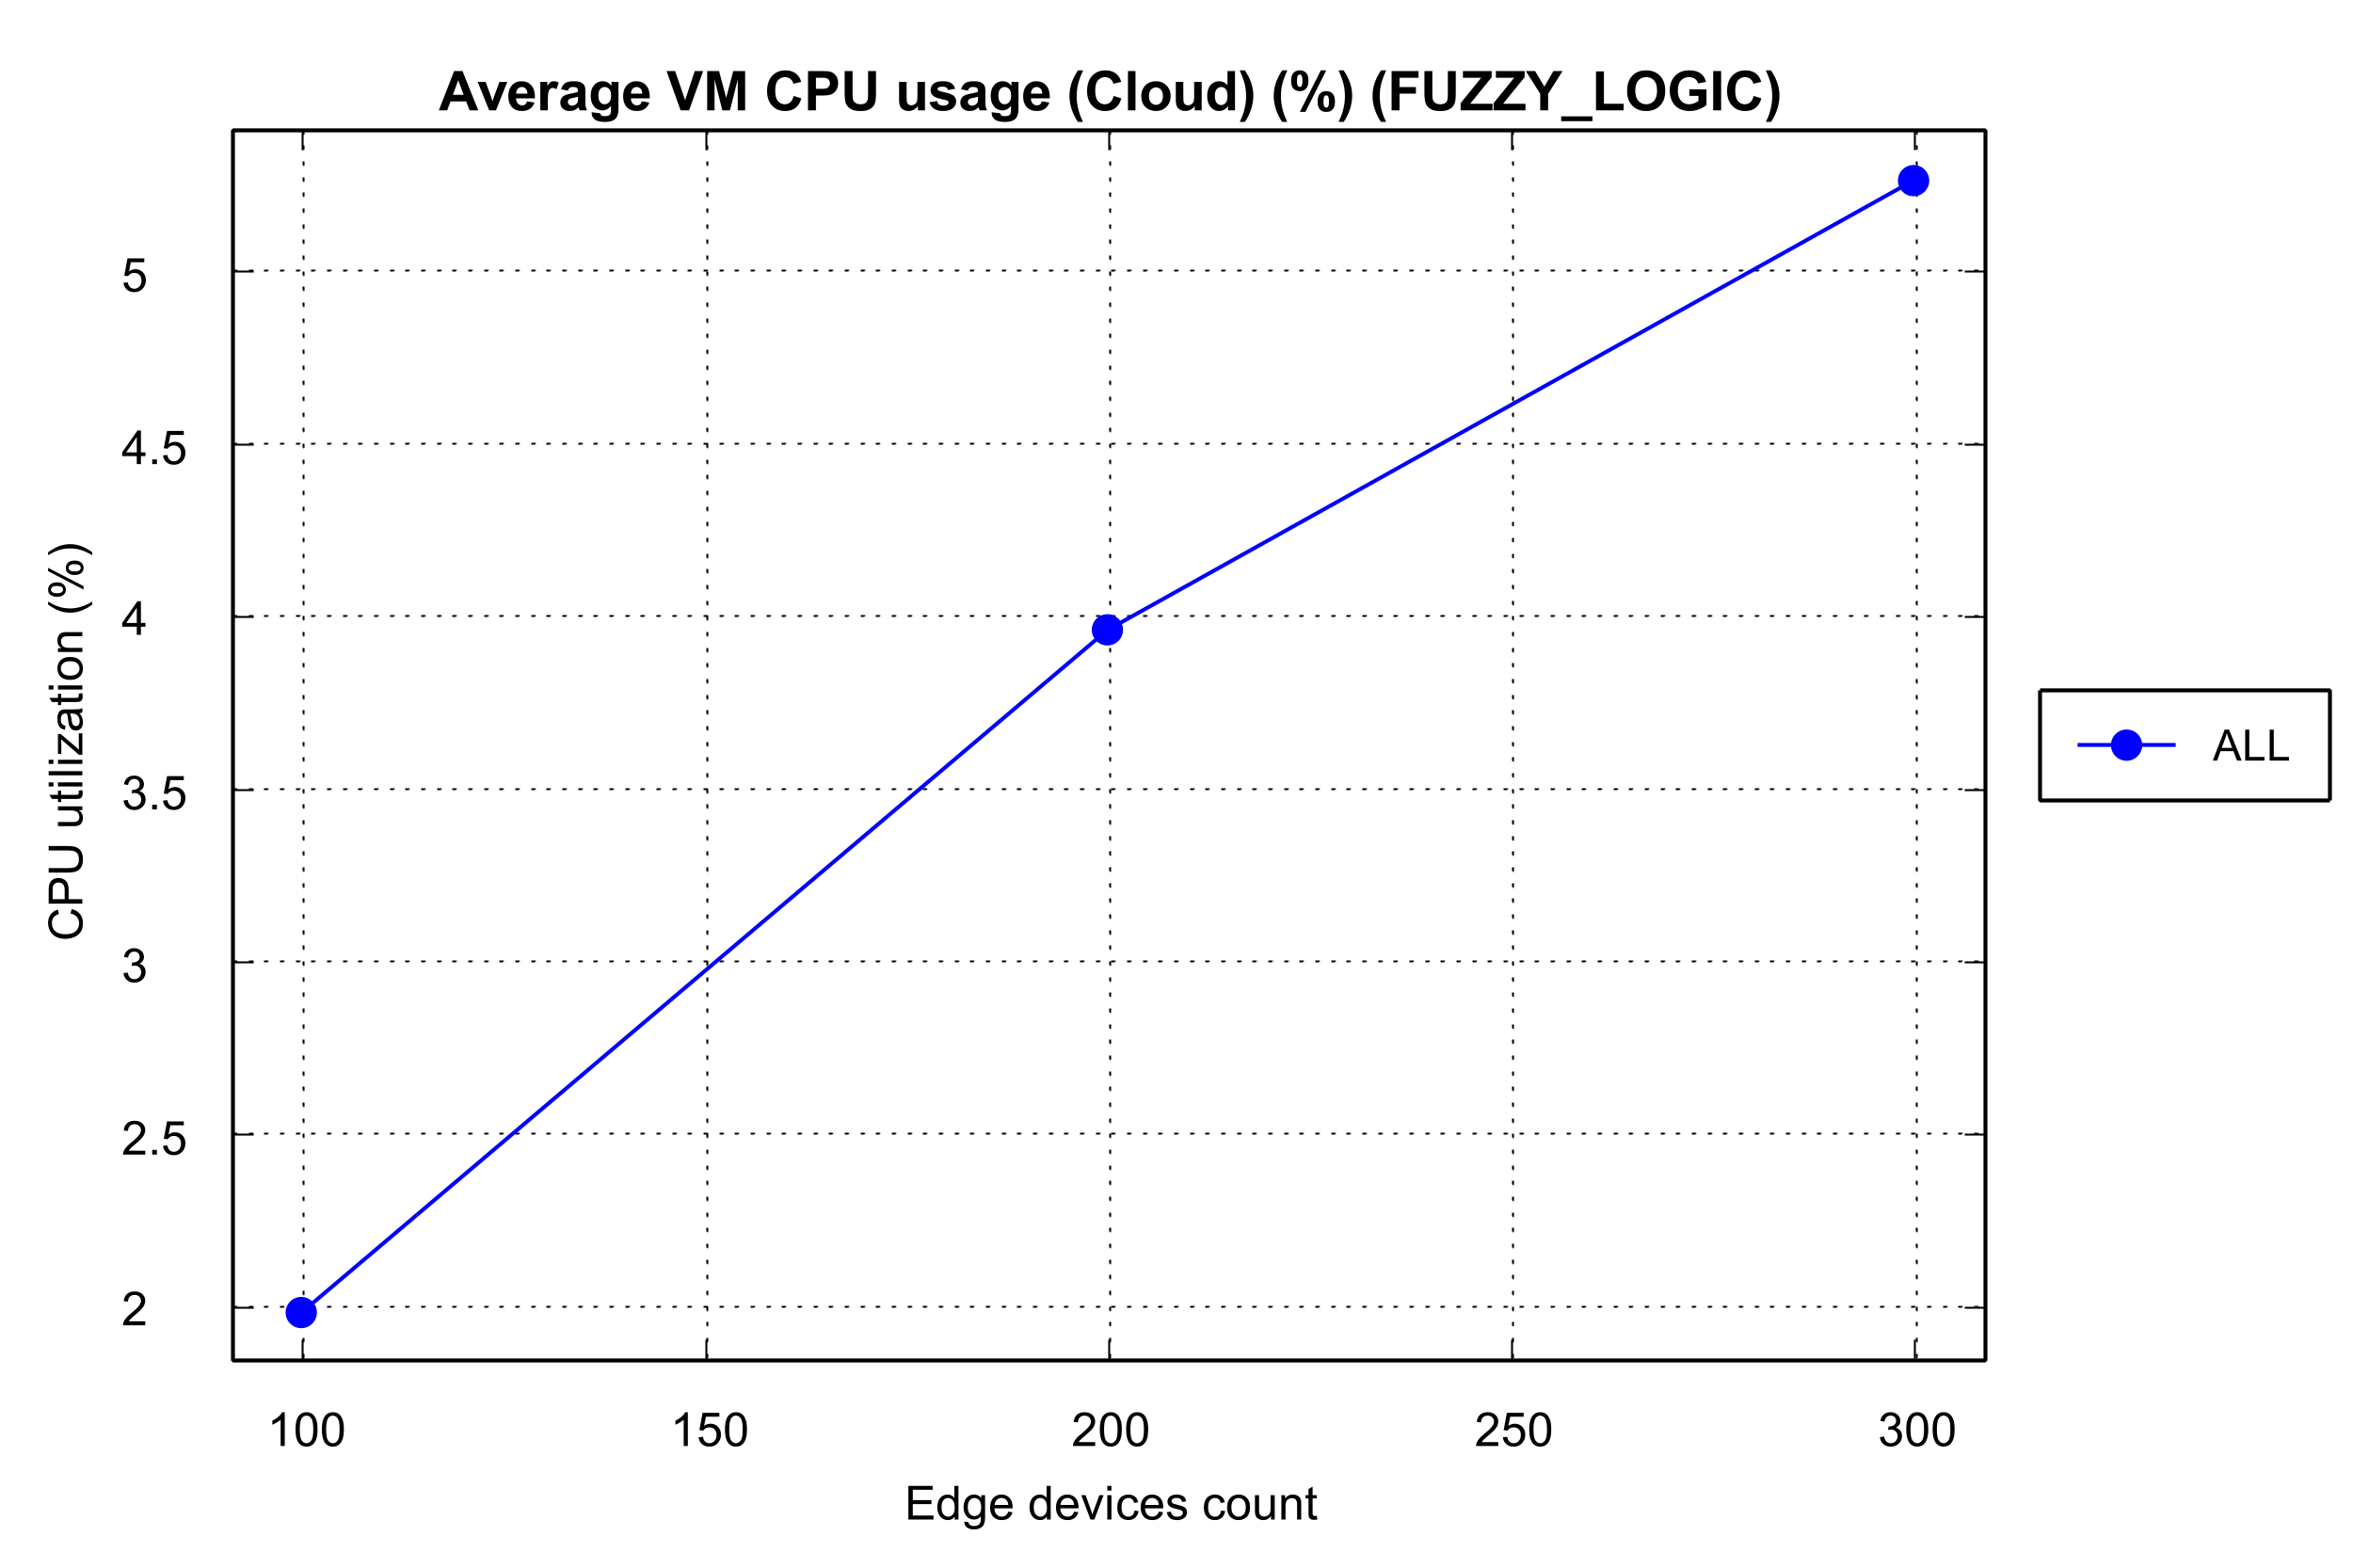 Average VM CPU usage (Cloud) (%) (FUZZY_LOGIC)
CPU utilization (%)
5
4.5
4
3.5
3
2.5
2
100 150 200 250 300
Edge devices count
ALL